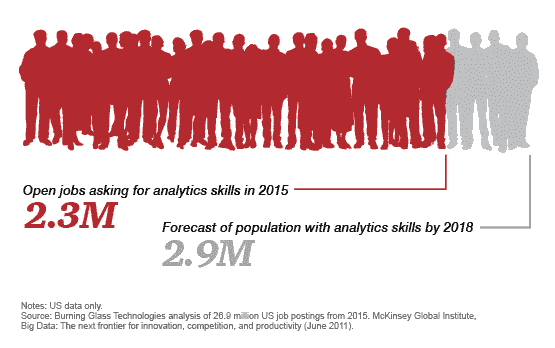 Open jobs asking for analytics skills in 2015
2.3M
Forecast of population with analytics skills by 2018
2.9M
Notes: US data only.
Source: Burning Glass Technologies analysis of 26.9 million US job postings from 2015. McKinsey Global Institute,
Big Data: The next frontier for innovation, competition, and productivity (June 2011).